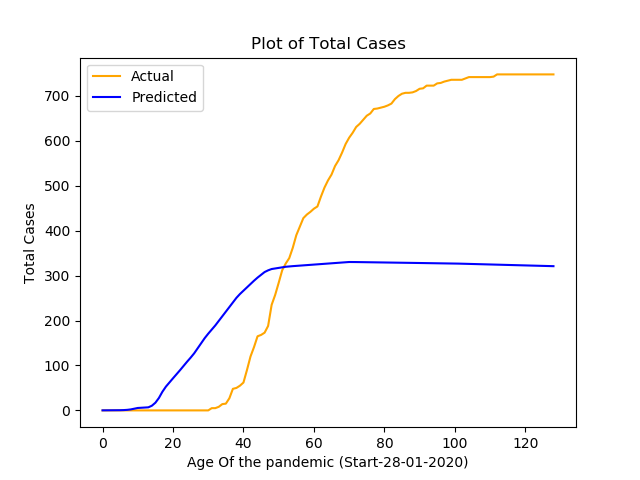 Plot of Total Cases
Actual
Predicted
700
600
500
400
300
200
100
0
Total Cases
0 20 40 60 80 100 120
Age Of the pandemic (Start-28-01-2020)